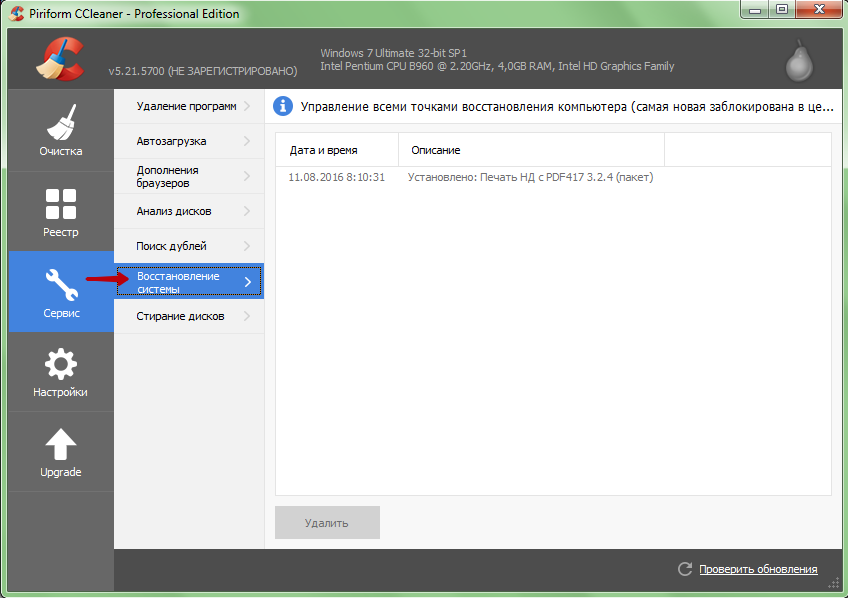 Piriform CCleaner - Professional Edition
v5.21.5700 (НЕ ЗАРЕГИСТРИРОВАНО)
Windows 7 Ultimate 32-bit SP1
Intel Pentium CPU B960 @ 2.20GHz, 4,0GB RAM, Intel HD Graphics Family
Очистка
Реестр
Сервис
Настройки
Upgrade
Удаление программ
Автозагрузка
Дополнения
браузеров
Анализ дисков
Поиск дублей
Восстановление
системы
Стирание дисков
Управление всеми точками восстановления компьютера (самая новая заблокирована в це...
Дата и время Описание
11.08.2016 8:10:31 Установлено: Печать НД с PDF417 3.2.4 (пакет)
Удалить
Проверить обновления